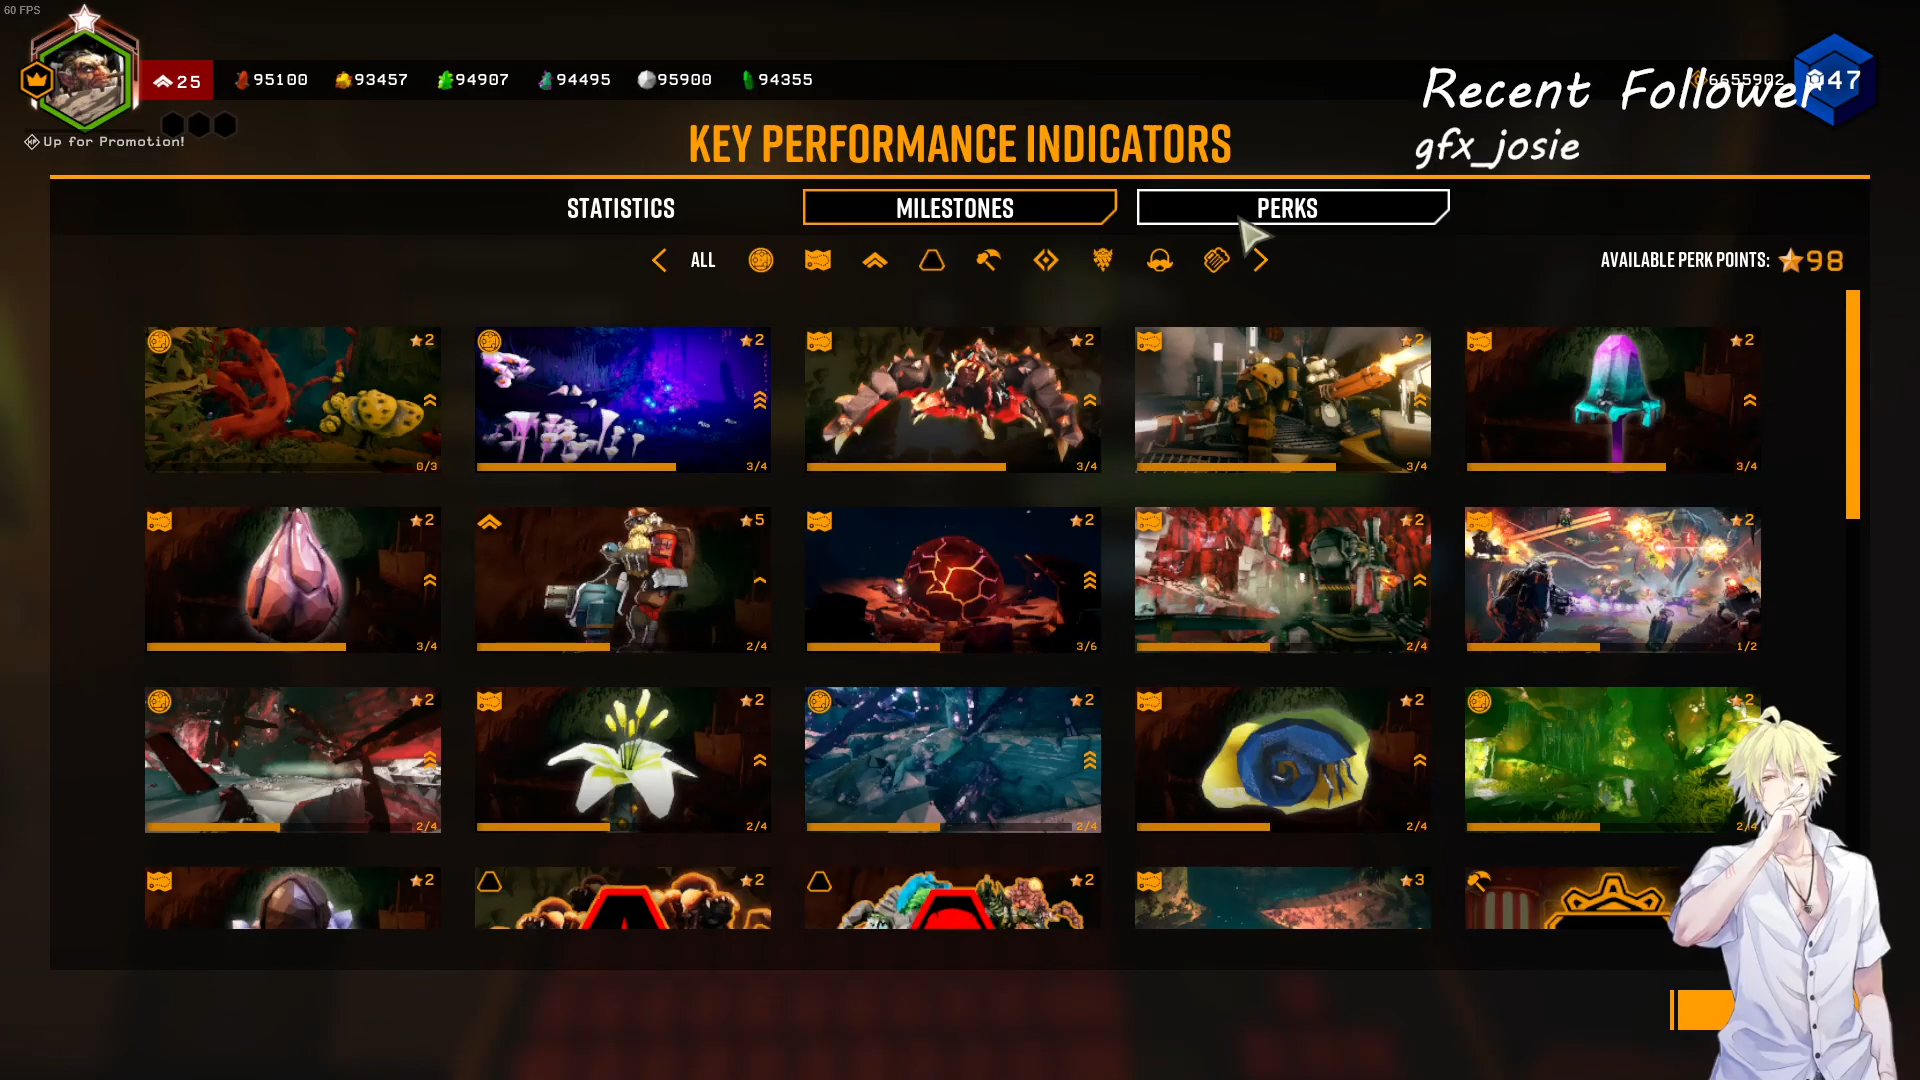 60 FPS
25 95100 93457 94907 94495 95900 94355 6655902 47
Up for Promotion!
Recent Follower
gfx_josie
KEY PERFORMANCE INDICATORS
STATISTICS MILESTONES PERKS
ALL
AVAILABLE PERK POINTS: 98
2 2 2 2 2
0/3 3/4 3/4 3/4 3/4
2 5 2 2 2
3/4 2/4 3/6 2/4 1/2
2 2 2 2 2
2/4 2/4 2/4 2/4 2/4
2 2 2 3